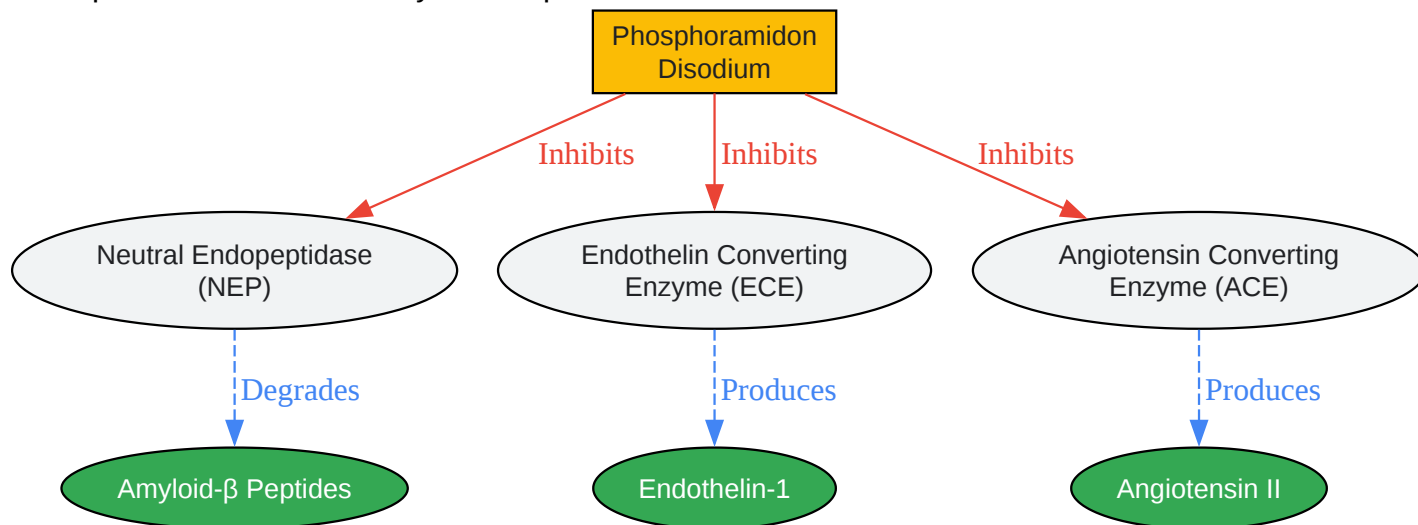 Phosphoramidon
Disodium
Inhibits
Inhibits
Inhibits
Neutral Endopeptidase
(NEP)
Endothelin Converting
Enzyme (ECE)
Angiotensin Converting
Enzyme (ACE)
Degrades
Produces
Produces
Amyloid-β Peptides
Endothelin-1
Angiotensin II